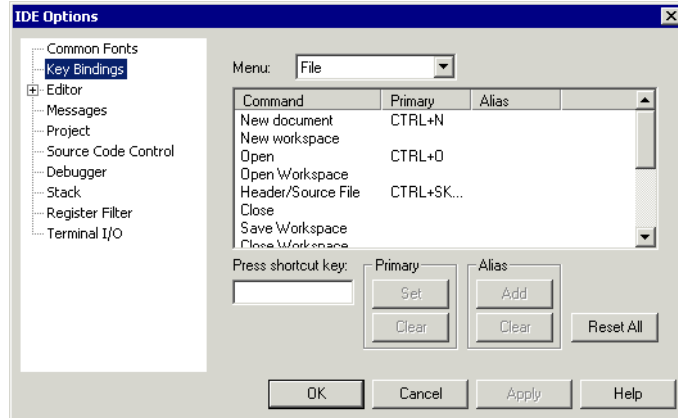 IDE Options
Common Fonts
Key Bindings
Editor
Messages
Project
Source Code Control
Debugger
Stack
Register Filter
Terminal I/O
Menu: File
Command Primary Alias
New document CTRL+N
New workspace
Open CTRL+O
Open Workspace
Header/Source File CTRL+SK...
Close
Save Workspace
Close Workspace
Press shortcut key: Primary Alias
Set Add
Clear Clear Reset All
OK Cancel Apply Help